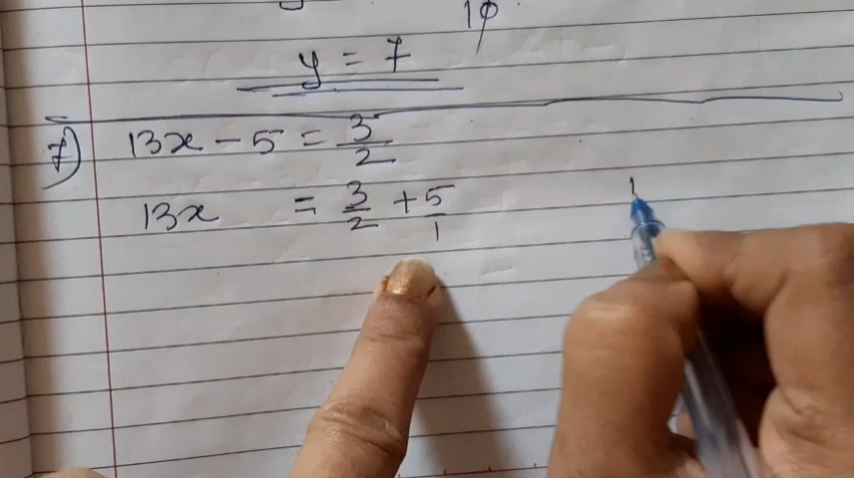 10
y = 7
7) 13x - 5 = 3/2
13x = 3/2 + 5/1